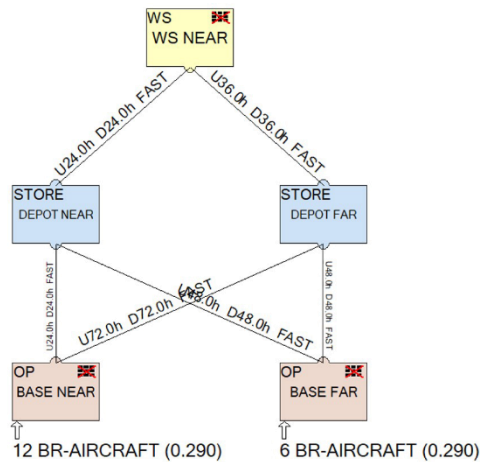 WS
WS NEAR
U24.0h D24.0h FAST
U36.0h D36.0h FAST
STORE
DEPOT NEAR
STORE
DEPOT FAR
U24.0h D24.0h FAST
U72.0h D72.0h FAST
U48.0h D48.0h FAST
U48.0h D48.0h FAST
OP
BASE NEAR
OP
BASE FAR
12 BR-AIRCRAFT (0.290)
6 BR-AIRCRAFT (0.290)